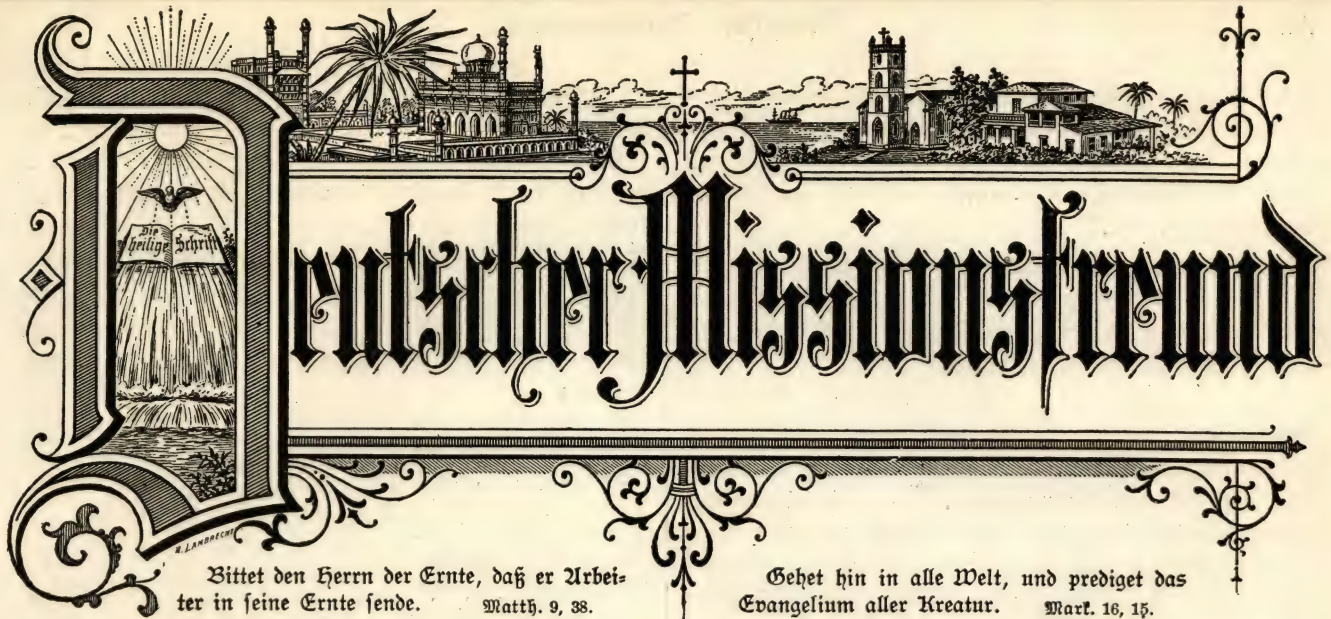 Deutscher Missionsfreund
Die
heilige Schrift
R. LAMBRECHT
Bittet den Herrn der Ernte, daß er Arbei=
ter in seine Ernte sende. Matth. 9, 38.
Gehet hin in alle Welt, und prediget das
Evangelium aller Kreatur. Mark. 16, 15.